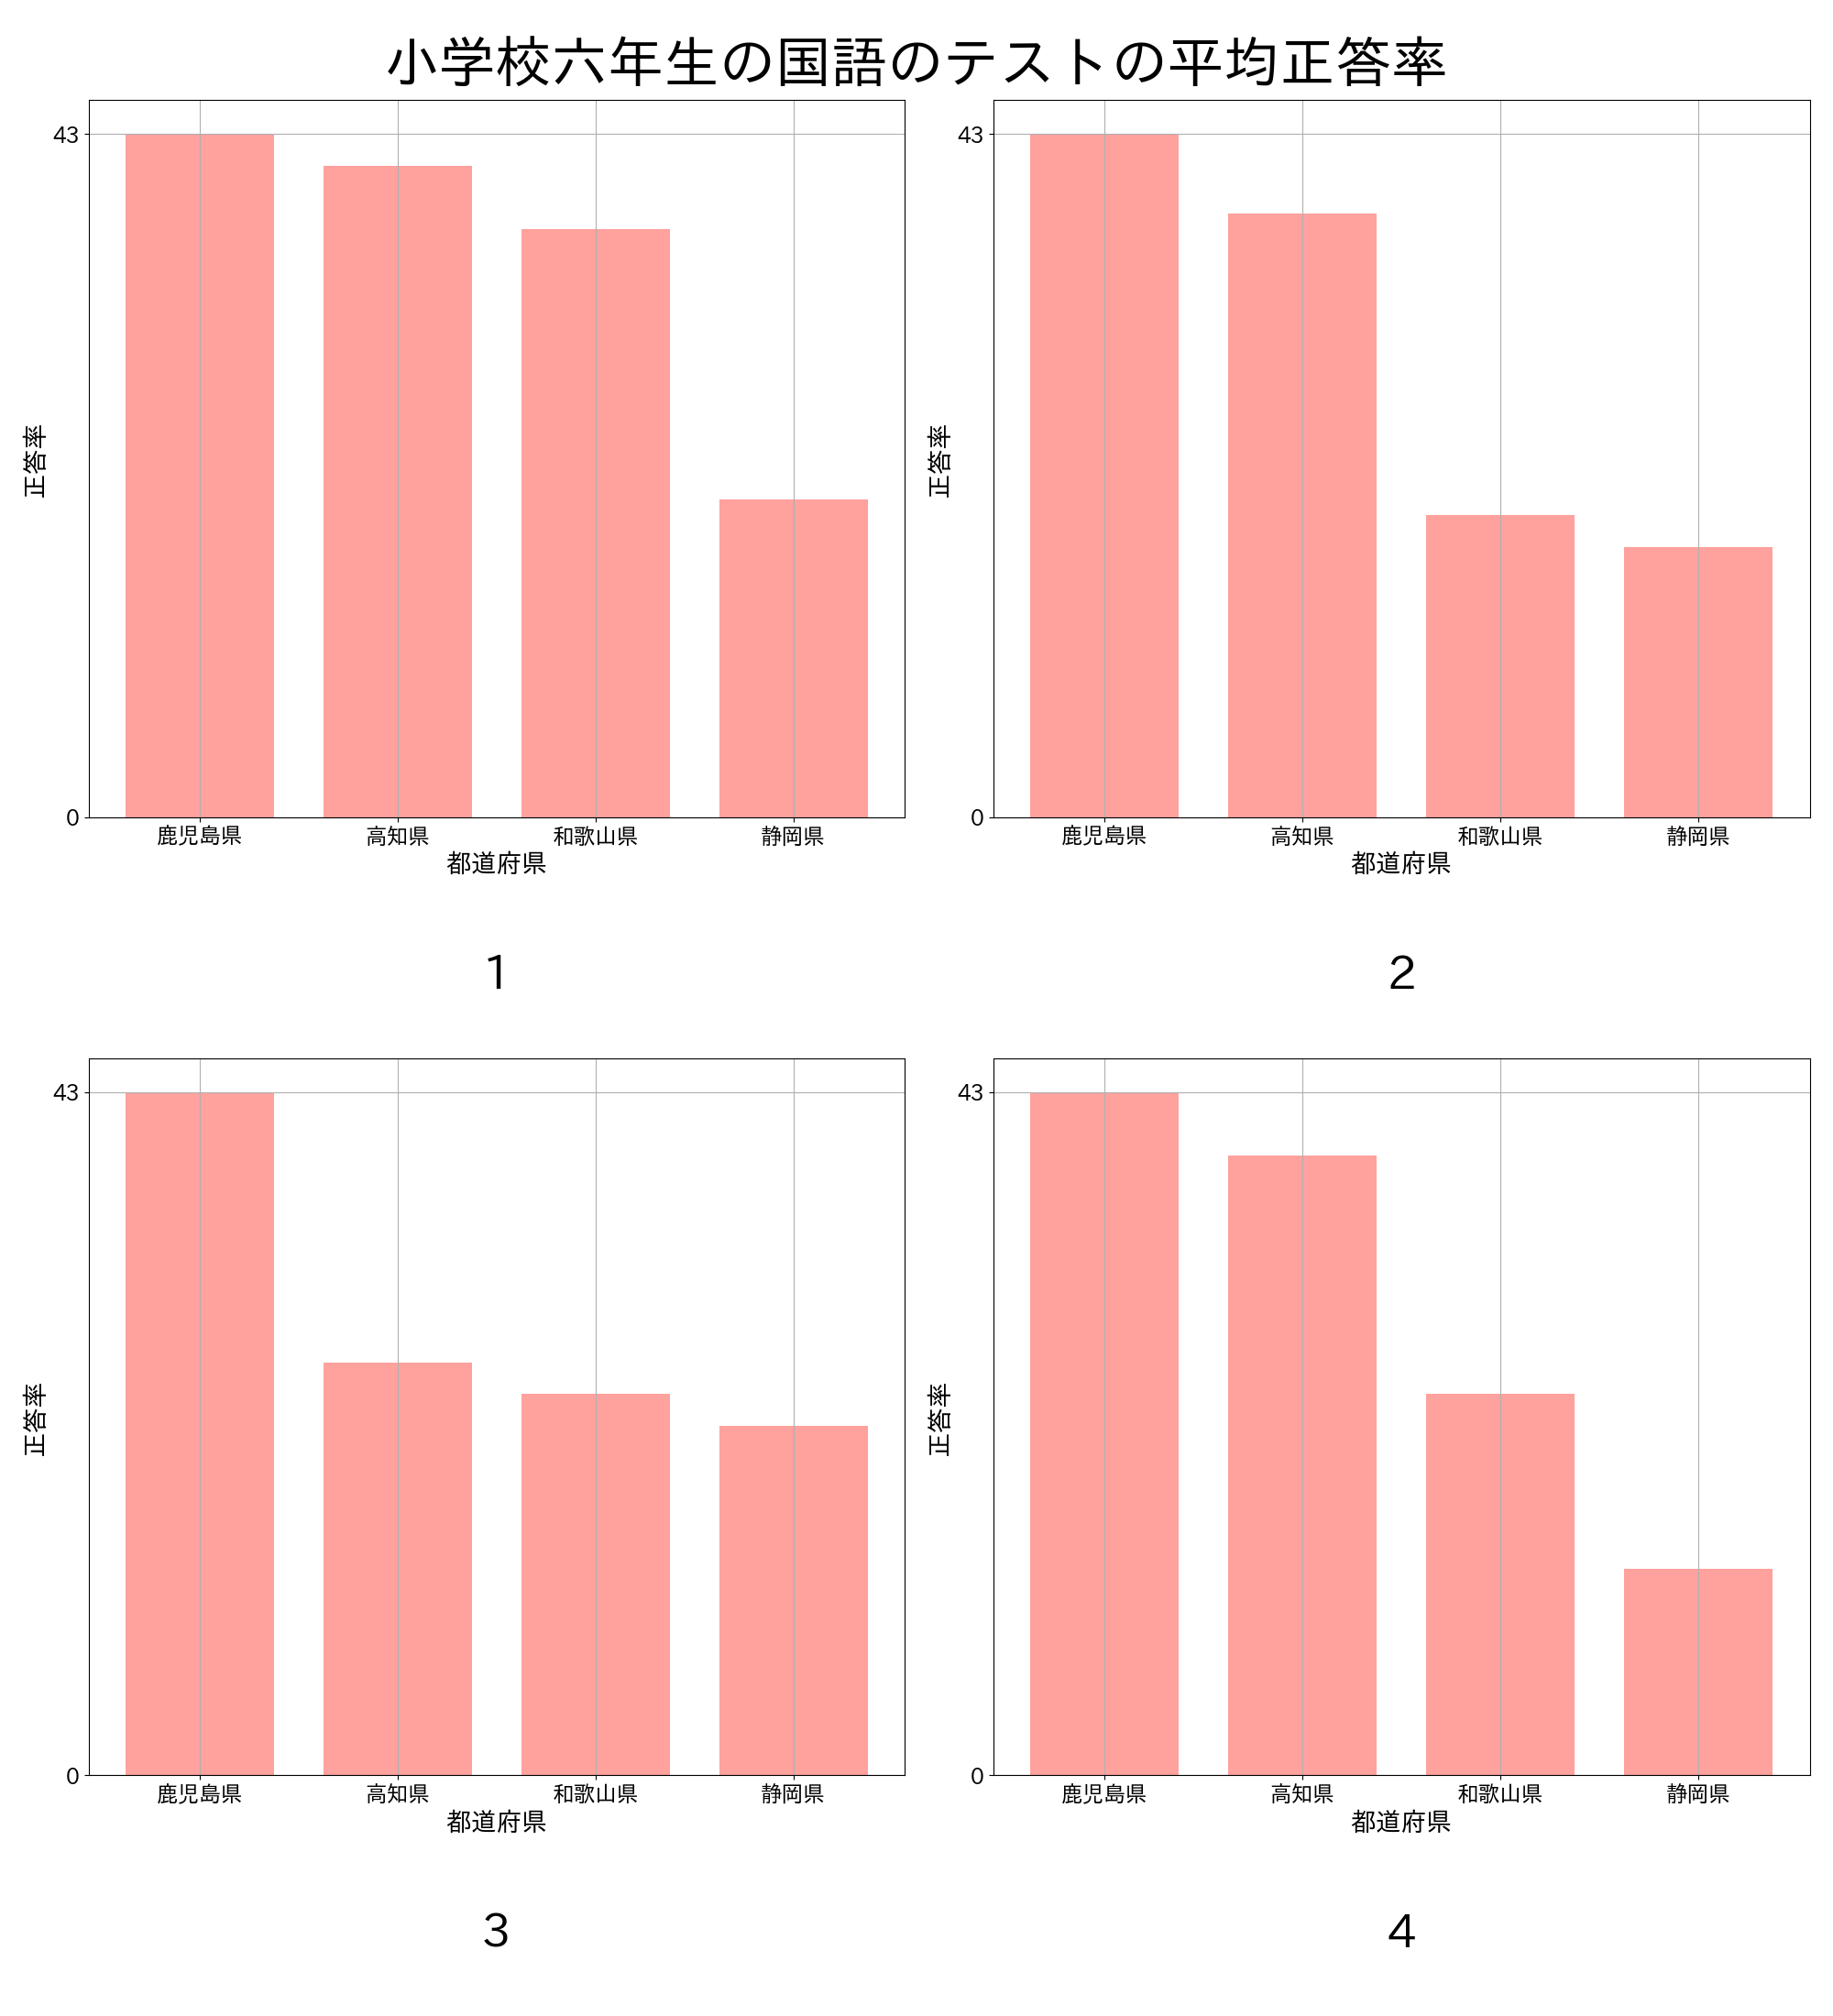 小学校六年生の国語のテストの平均正答率
43
0
正答率
鹿児島県 高知県 和歌山県 静岡県
都道府県
1
43
0
正答率
鹿児島県 高知県 和歌山県 静岡県
都道府県
2
43
0
正答率
鹿児島県 高知県 和歌山県 静岡県
都道府県
3
43
0
正答率
鹿児島県 高知県 和歌山県 静岡県
都道府県
4